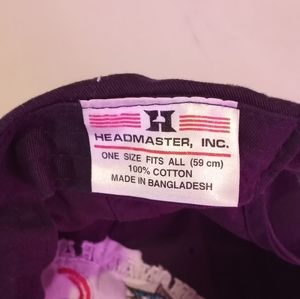 H
HEADMASTER, INC.
ONE SIZE FITS ALL (59 cm)
100% COTTON
MADE IN BANGLADESH